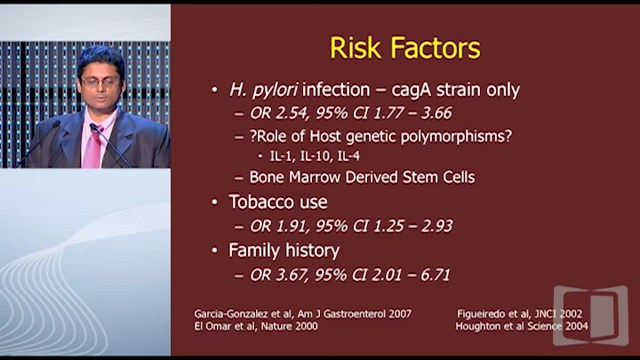 Risk Factors
• H. pylori infection – cagA strain only
– OR 2.54, 95% CI 1.77 – 3.66
– ?Role of Host genetic polymorphisms?
• IL-1, IL-10, IL-4
– Bone Marrow Derived Stem Cells
• Tobacco use
– OR 1.91, 95% CI 1.25 – 2.93
• Family history
– OR 3.67, 95% CI 2.01 – 6.71
Garcia-Gonzalez et al, Am J Gastroenterol 2007
El Omar et al, Nature 2000
Figueiredo et al, JNCI 2002
Houghton et al Science 2004